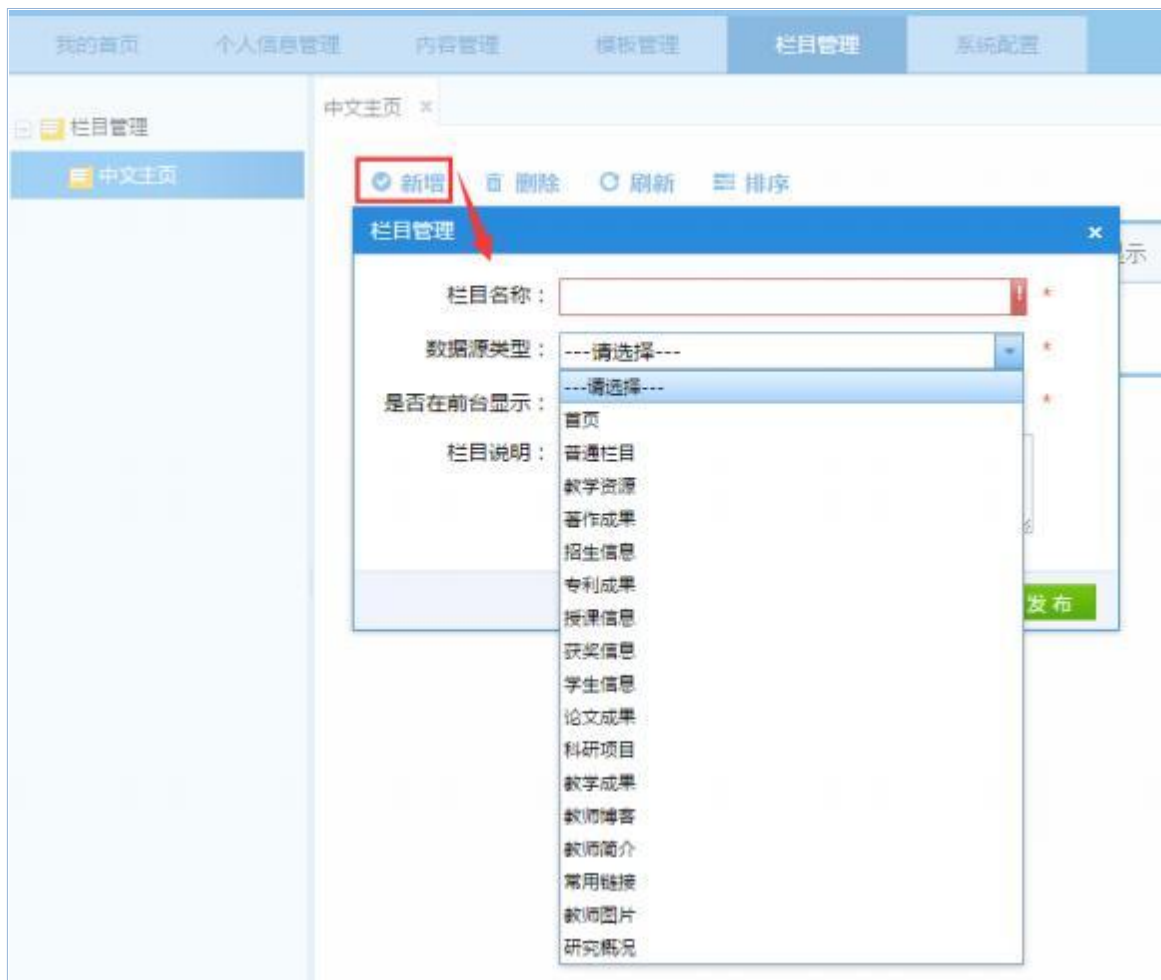 我的首页 个人信息管理 内容管理 模板管理 栏目管理 系统配置
中文主页 ×
栏目管理
中文主页
新增 删除 刷新 排序
栏目管理 ×
示
栏目名称： ! *
数据源类型： ---请选择--- *
是否在前台显示： *
栏目说明：
---请选择---
首页
普通栏目
教学资源
著作成果
招生信息
专利成果
授课信息
获奖信息
学生信息
论文成果
科研项目
教学成果
教师博客
教师简介
常用链接
教师图片
研究概况
发布